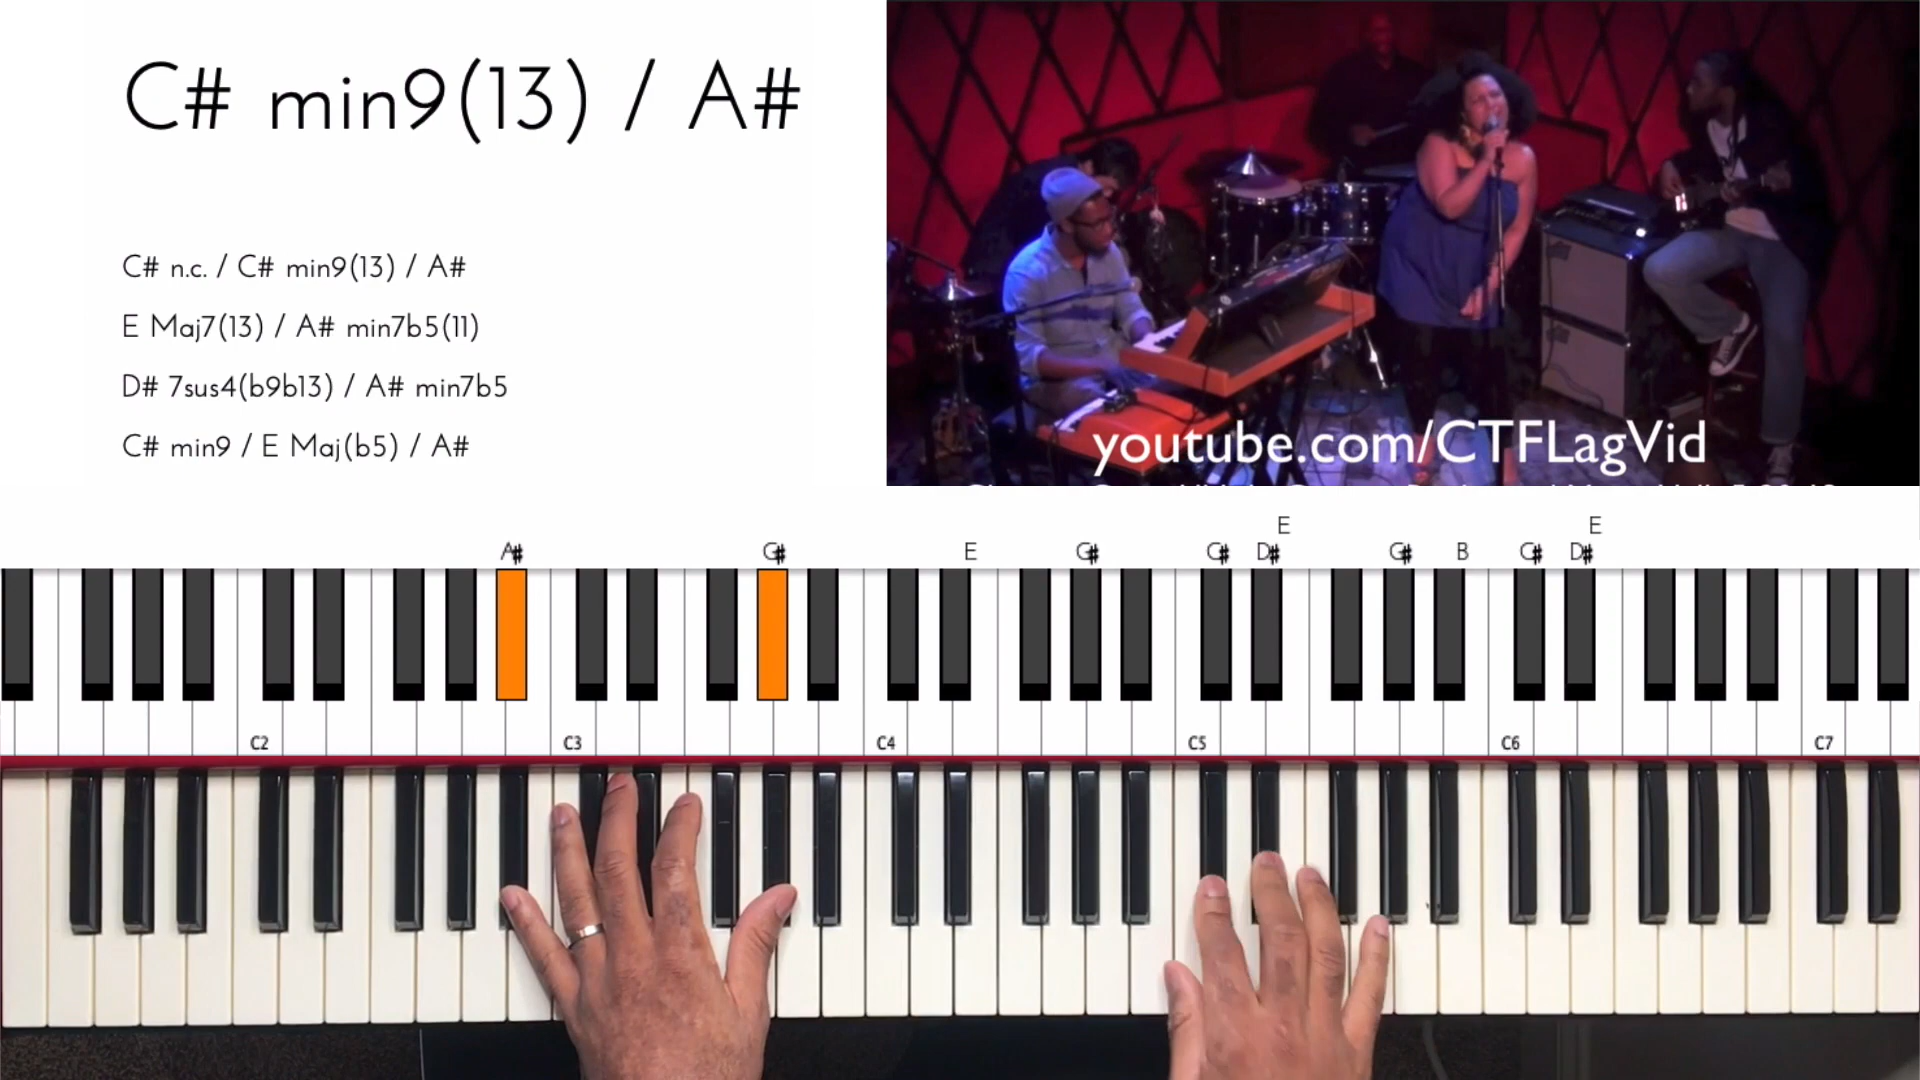 C# min9(13) / A#
C# n.c. / C# min9(13) / A#
E Maj7(13) / A# min7b5(11)
D# 7sus4(b9b13) / A# min7b5
C# min9 / E Maj(b5) / A#
youtube.com/CTFLagVid
E E
A# G# E G# C# D# G# B C# D#
C2 C3 C4 C5 C6 C7